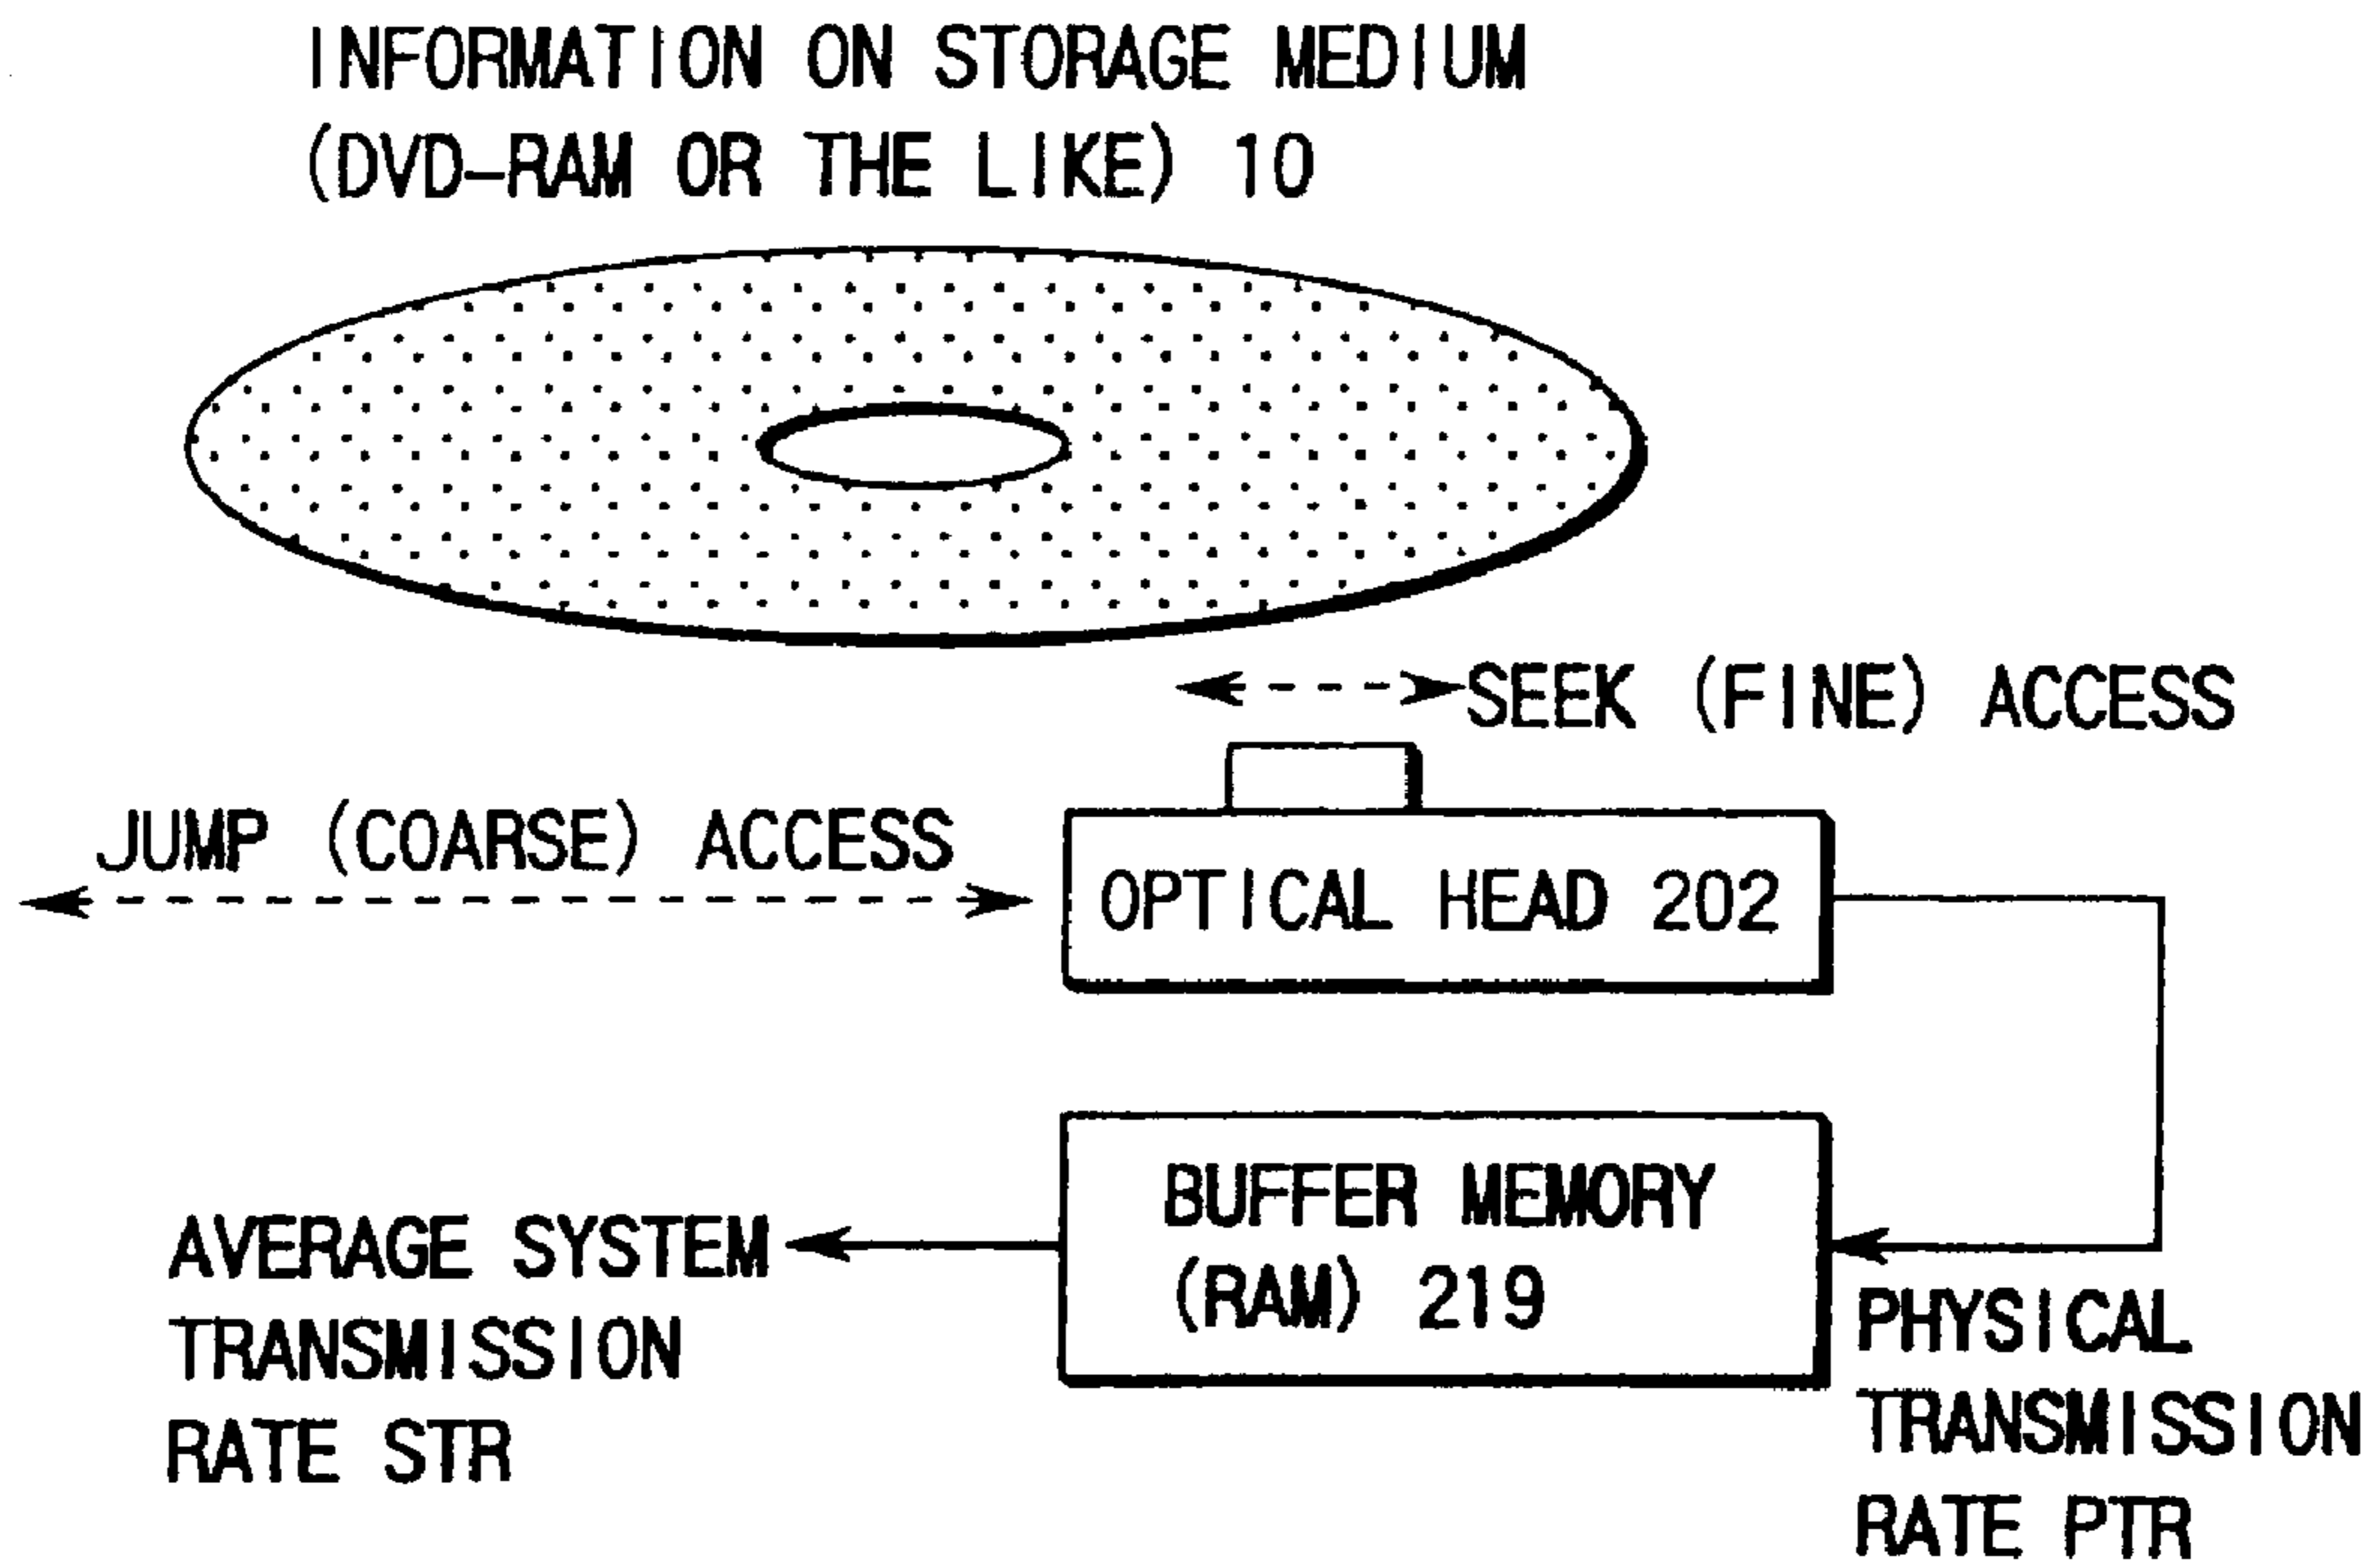 INFORMATION ON STORAGE MEDIUM
(DVD-RAM OR THE LIKE) 10
SEEK (FINE) ACCESS
JUMP (COARSE) ACCESS
OPTICAL HEAD 202
BUFFER MEMORY
(RAM) 219
AVERAGE SYSTEM
TRANSMISSION
RATE STR
PHYSICAL
TRANSMISSION
RATE PTR